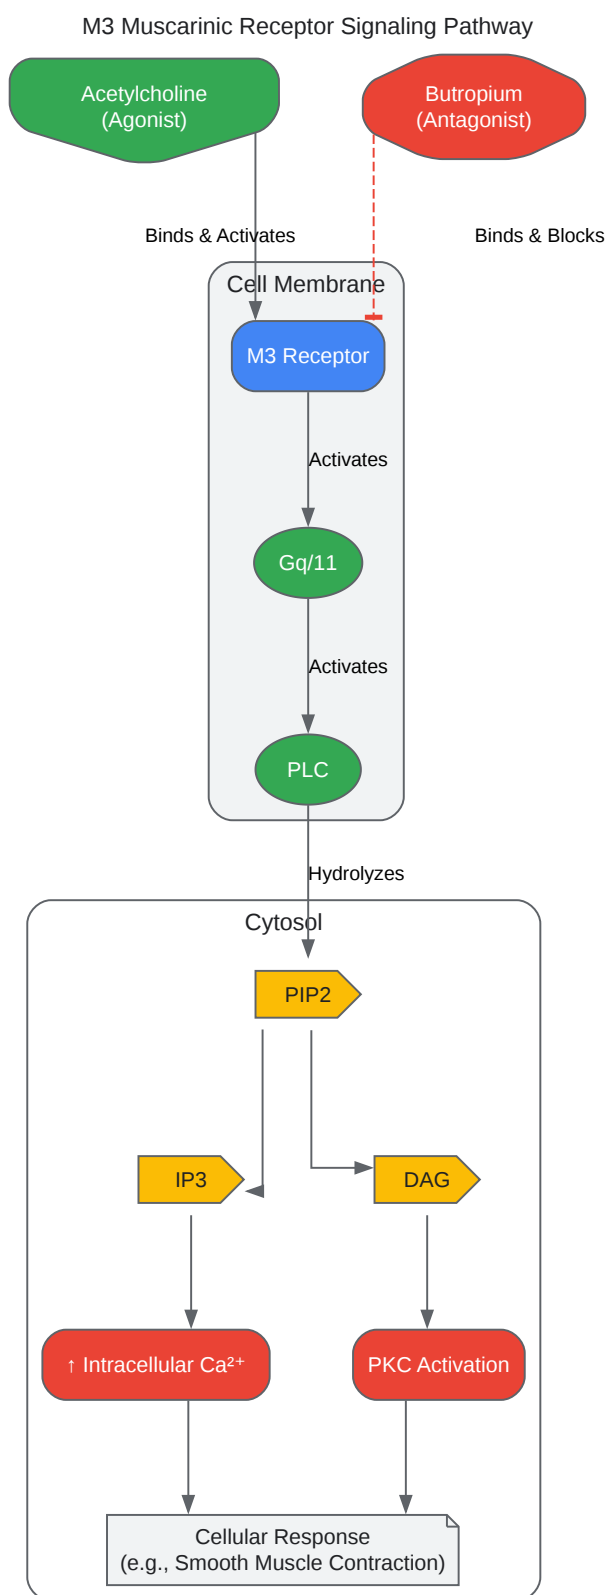 M3 Muscarinic Receptor Signaling Pathway
Acetylcholine
(Agonist)
Butropium
(Antagonist)
Binds & Activates
Binds & Blocks
Cell Membrane
M3 Receptor
Activates
Gq/11
Activates
PLC
Hydrolyzes
Cytosol
PIP2
IP3
DAG
↑ Intracellular Ca²⁺
PKC Activation
Cellular Response
(e.g., Smooth Muscle Contraction)